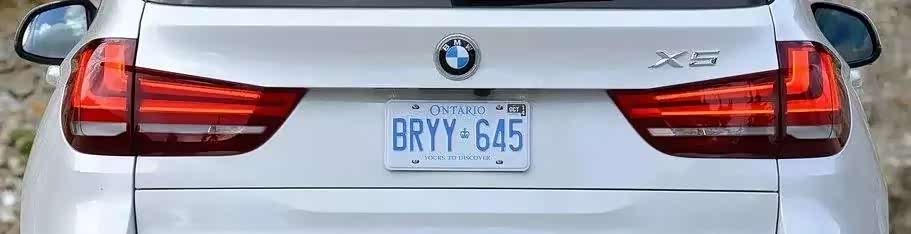 BMW
X5
ONTARIO
OCT
BRYY 645
YOURS TO DISCOVER